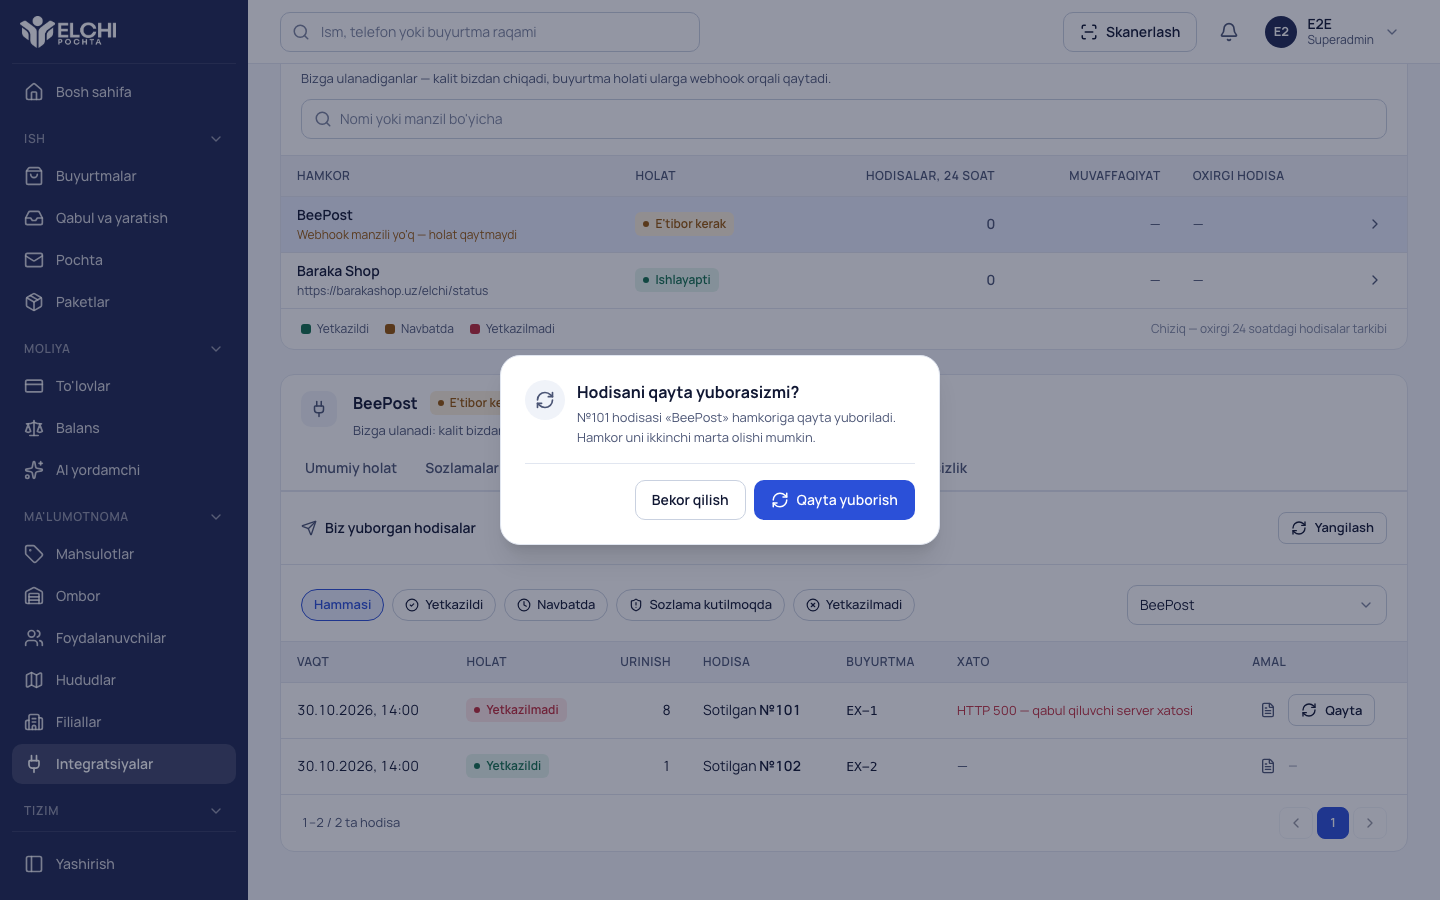 ELCHI
POCHTA
Ism, telefon yoki buyurtma raqami
Skanerlash
E2
E2E
Superadmin
Bosh sahifa
ISH
Buyurtmalar
Qabul va yaratish
Pochta
Paketlar
MOLIYA
To'lovlar
Balans
AI yordamchi
MA'LUMOTNOMA
Mahsulotlar
Ombor
Foydalanuvchilar
Hududlar
Filiallar
Integratsiyalar
TIZIM
Yashirish
Bizga ulanadiganlar — kalit bizdan chiqadi, buyurtma holati ularga webhook orqali qaytadi.
Nomi yoki manzil bo'yicha
HAMKOR HOLAT HODISALAR, 24 SOAT MUVAFFAQIYAT OXIRGI HODISA
BeePost E'tibor kerak 0 — —
Webhook manzili yo'q — holat qaytmaydi
Baraka Shop Ishlayapti 0 — —
https://barakashop.uz/elchi/status
Yetkazildi Navbatda Yetkazilmadi Chiziq — oxirgi 24 soatdagi hodisalar tarkibi
BeePost E'tibor
Bizga ulanadi: kalit
Umumiy holat Sozlamalar
Hodisani qayta yuborasizmi?
№101 hodisasi «BeePost» hamkoriga qayta yuboriladi.
Hamkor uni ikkinchi marta olishi mumkin.
Bekor qilish Qayta yuborish
Biz yuborgan hodisalar Yangilash
Hammasi Yetkazildi Navbatda Sozlama kutilmoqda Yetkazilmadi BeePost
VAQT HOLAT URINISH HODISA BUYURTMA XATO AMAL
30.10.2026, 14:00 Yetkazilmadi 8 Sotilgan №101 EX-1 HTTP 500 — qabul qiluvchi server xatosi Qayta
30.10.2026, 14:00 Yetkazildi 1 Sotilgan №102 EX-2 — —
1–2 / 2 ta hodisa 1